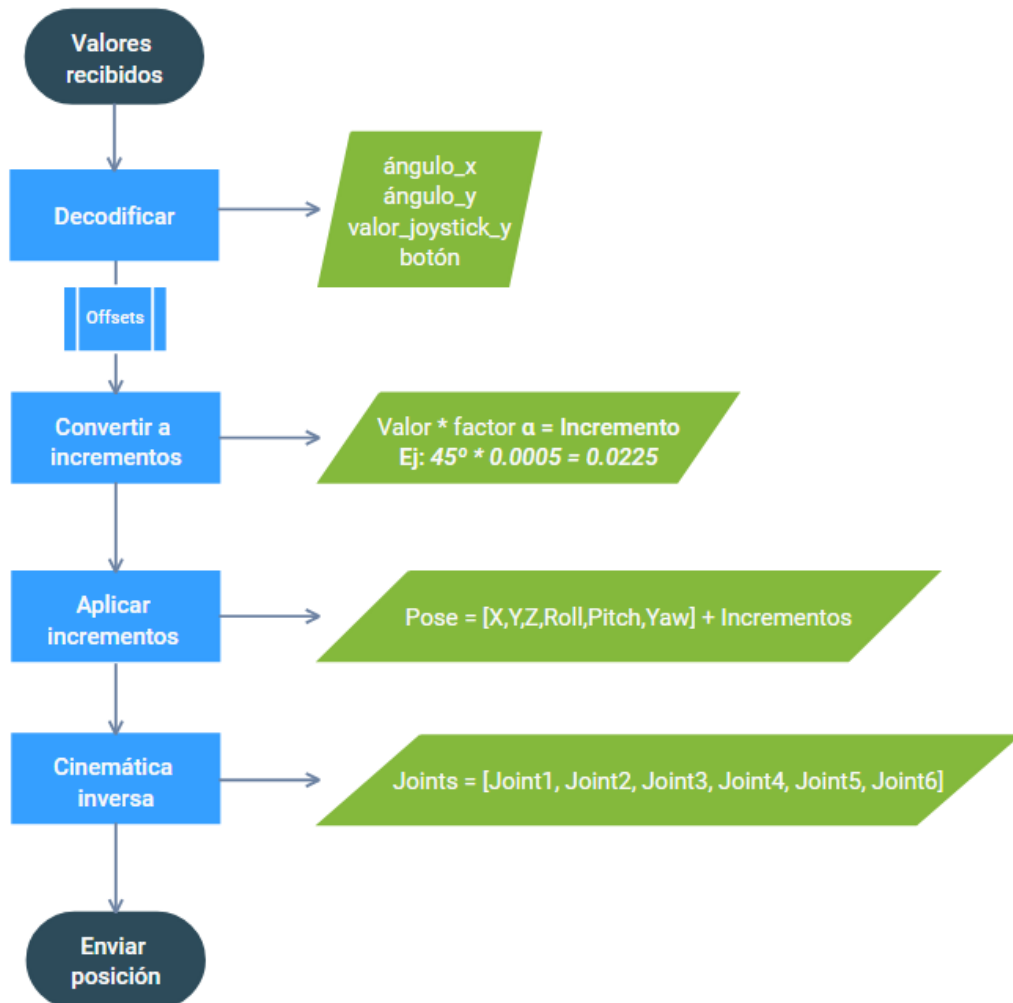 Valores
recibidos
Decodificar
ángulo_x
ángulo_y
valor_joystick_y
botón
Offsets
Convertir a
incrementos
Valor * factor α = Incremento
Ej: 45º * 0.0005 = 0.0225
Aplicar
incrementos
Pose = [X,Y,Z,Roll,Pitch,Yaw] + Incrementos
Cinemática
inversa
Joints = [Joint1, Joint2, Joint3, Joint4, Joint5, Joint6]
Enviar
posición